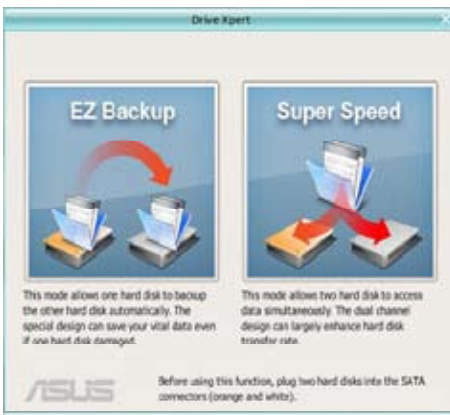 Drive Xpert
EZ Backup
Super Speed
This mode allows one hard disk to backup
the other hard disk automatically. The
special design can save your vital data even
if one hard disk damaged.
This mode allows two hard disk to access
data simultaneously. The dual channel
design can largely enhance hard disk
transfer rate.
ASUS
Before using this function, plug two hard disks into the SATA
connectors (orange and white).